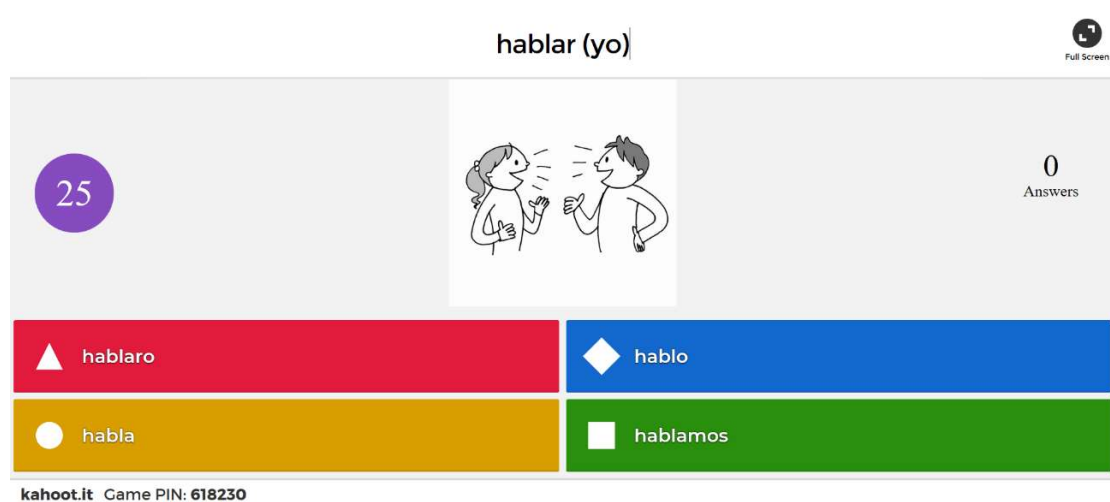 hablar (yo)
Full Screen
25
0
Answers
hablaro
hablo
habla
hablamos
kahoot.it Game PIN: 618230